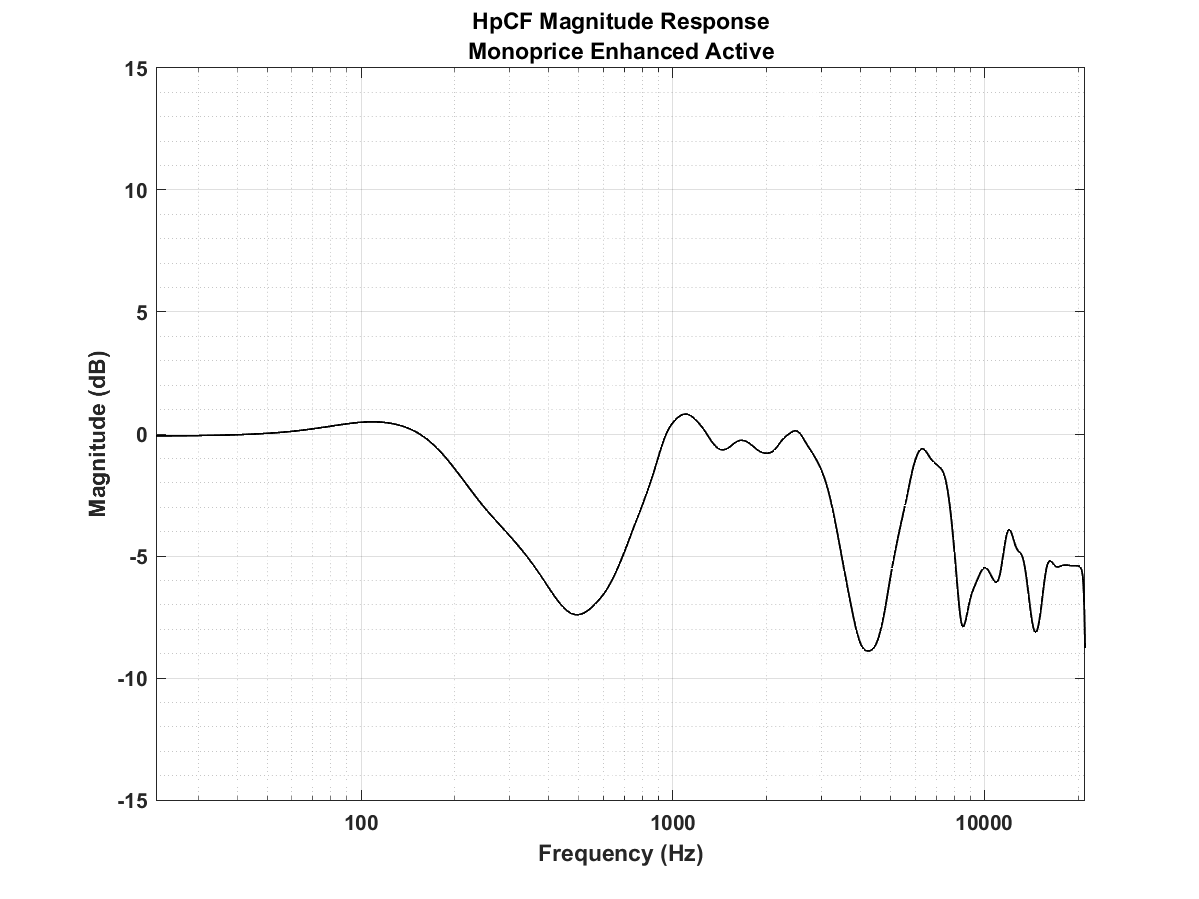 HpCF Magnitude Response
Monoprice Enhanced Active
15
10
5
0
-5
-10
-15
Magnitude (dB)
100
1000
10000
Frequency (Hz)